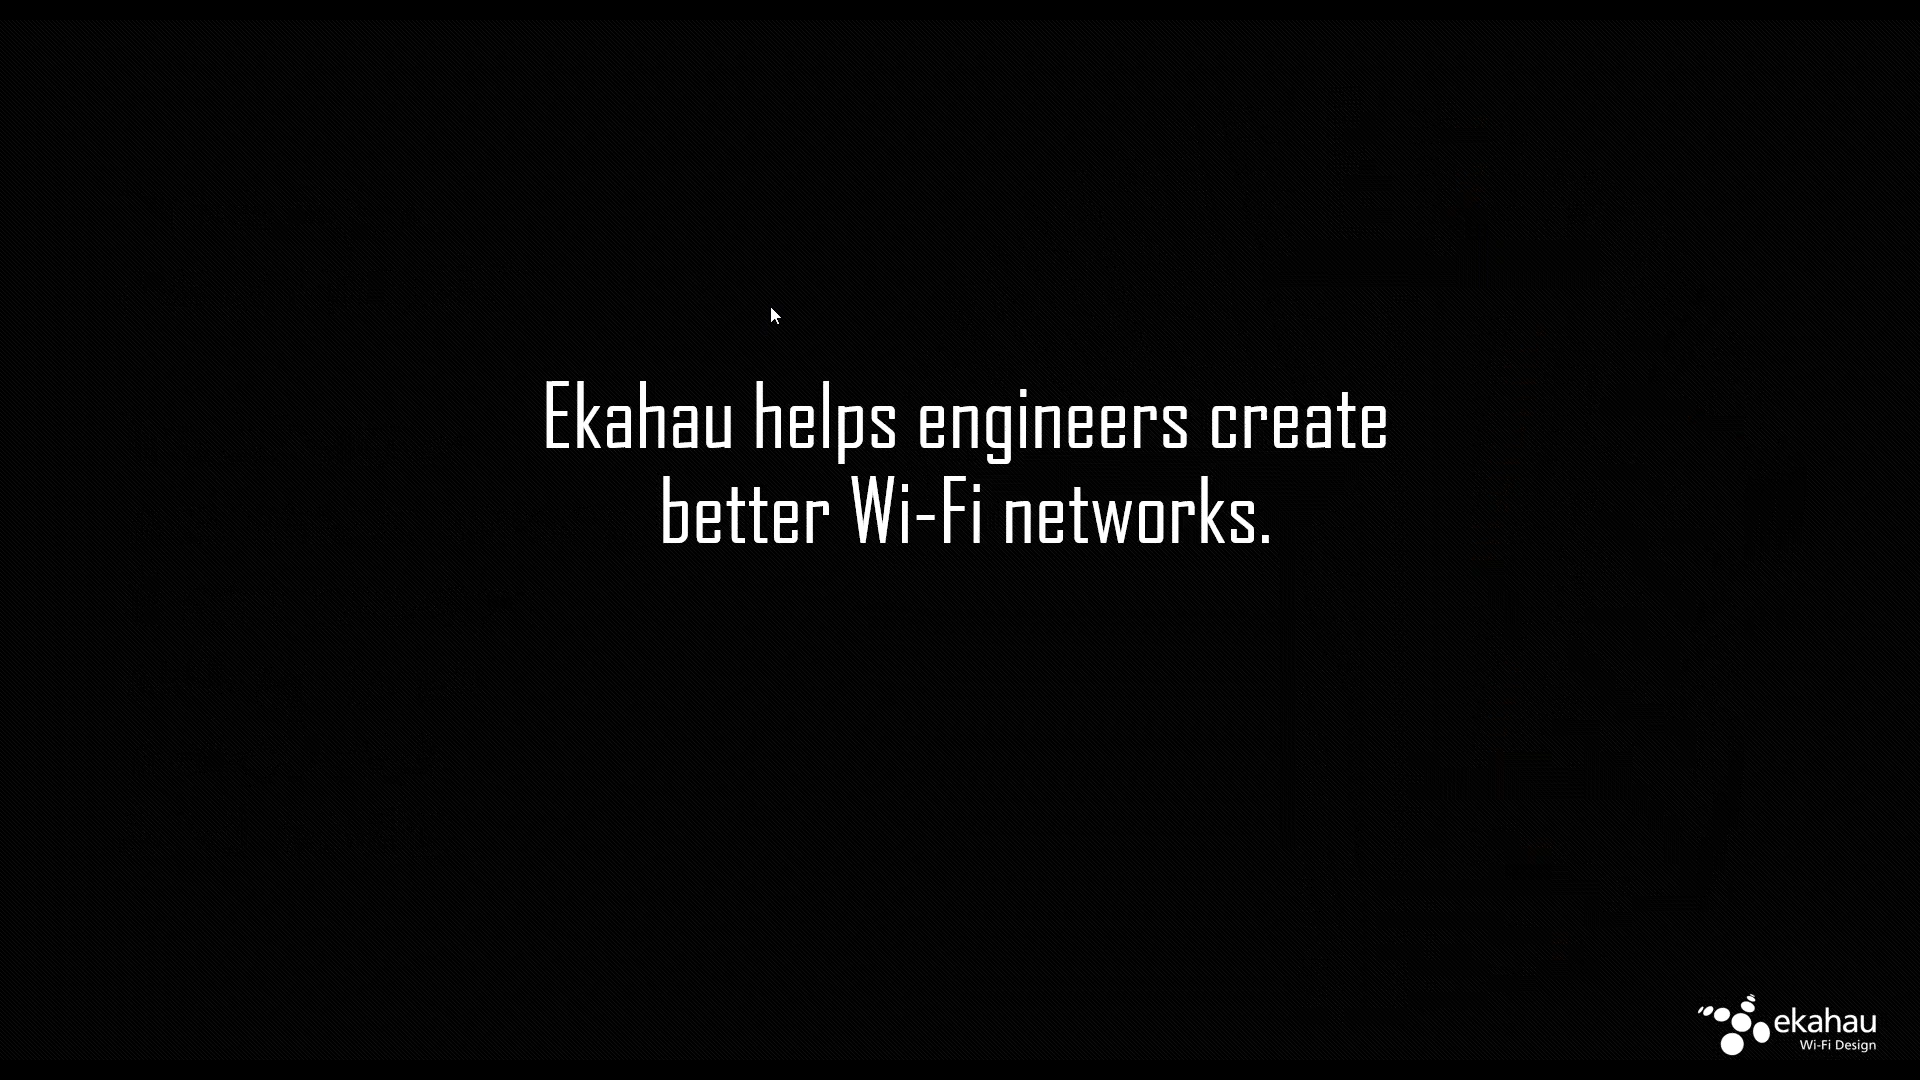 Ekahau helps engineers create
better Wi-Fi networks.
ekahau
Wi-Fi Design